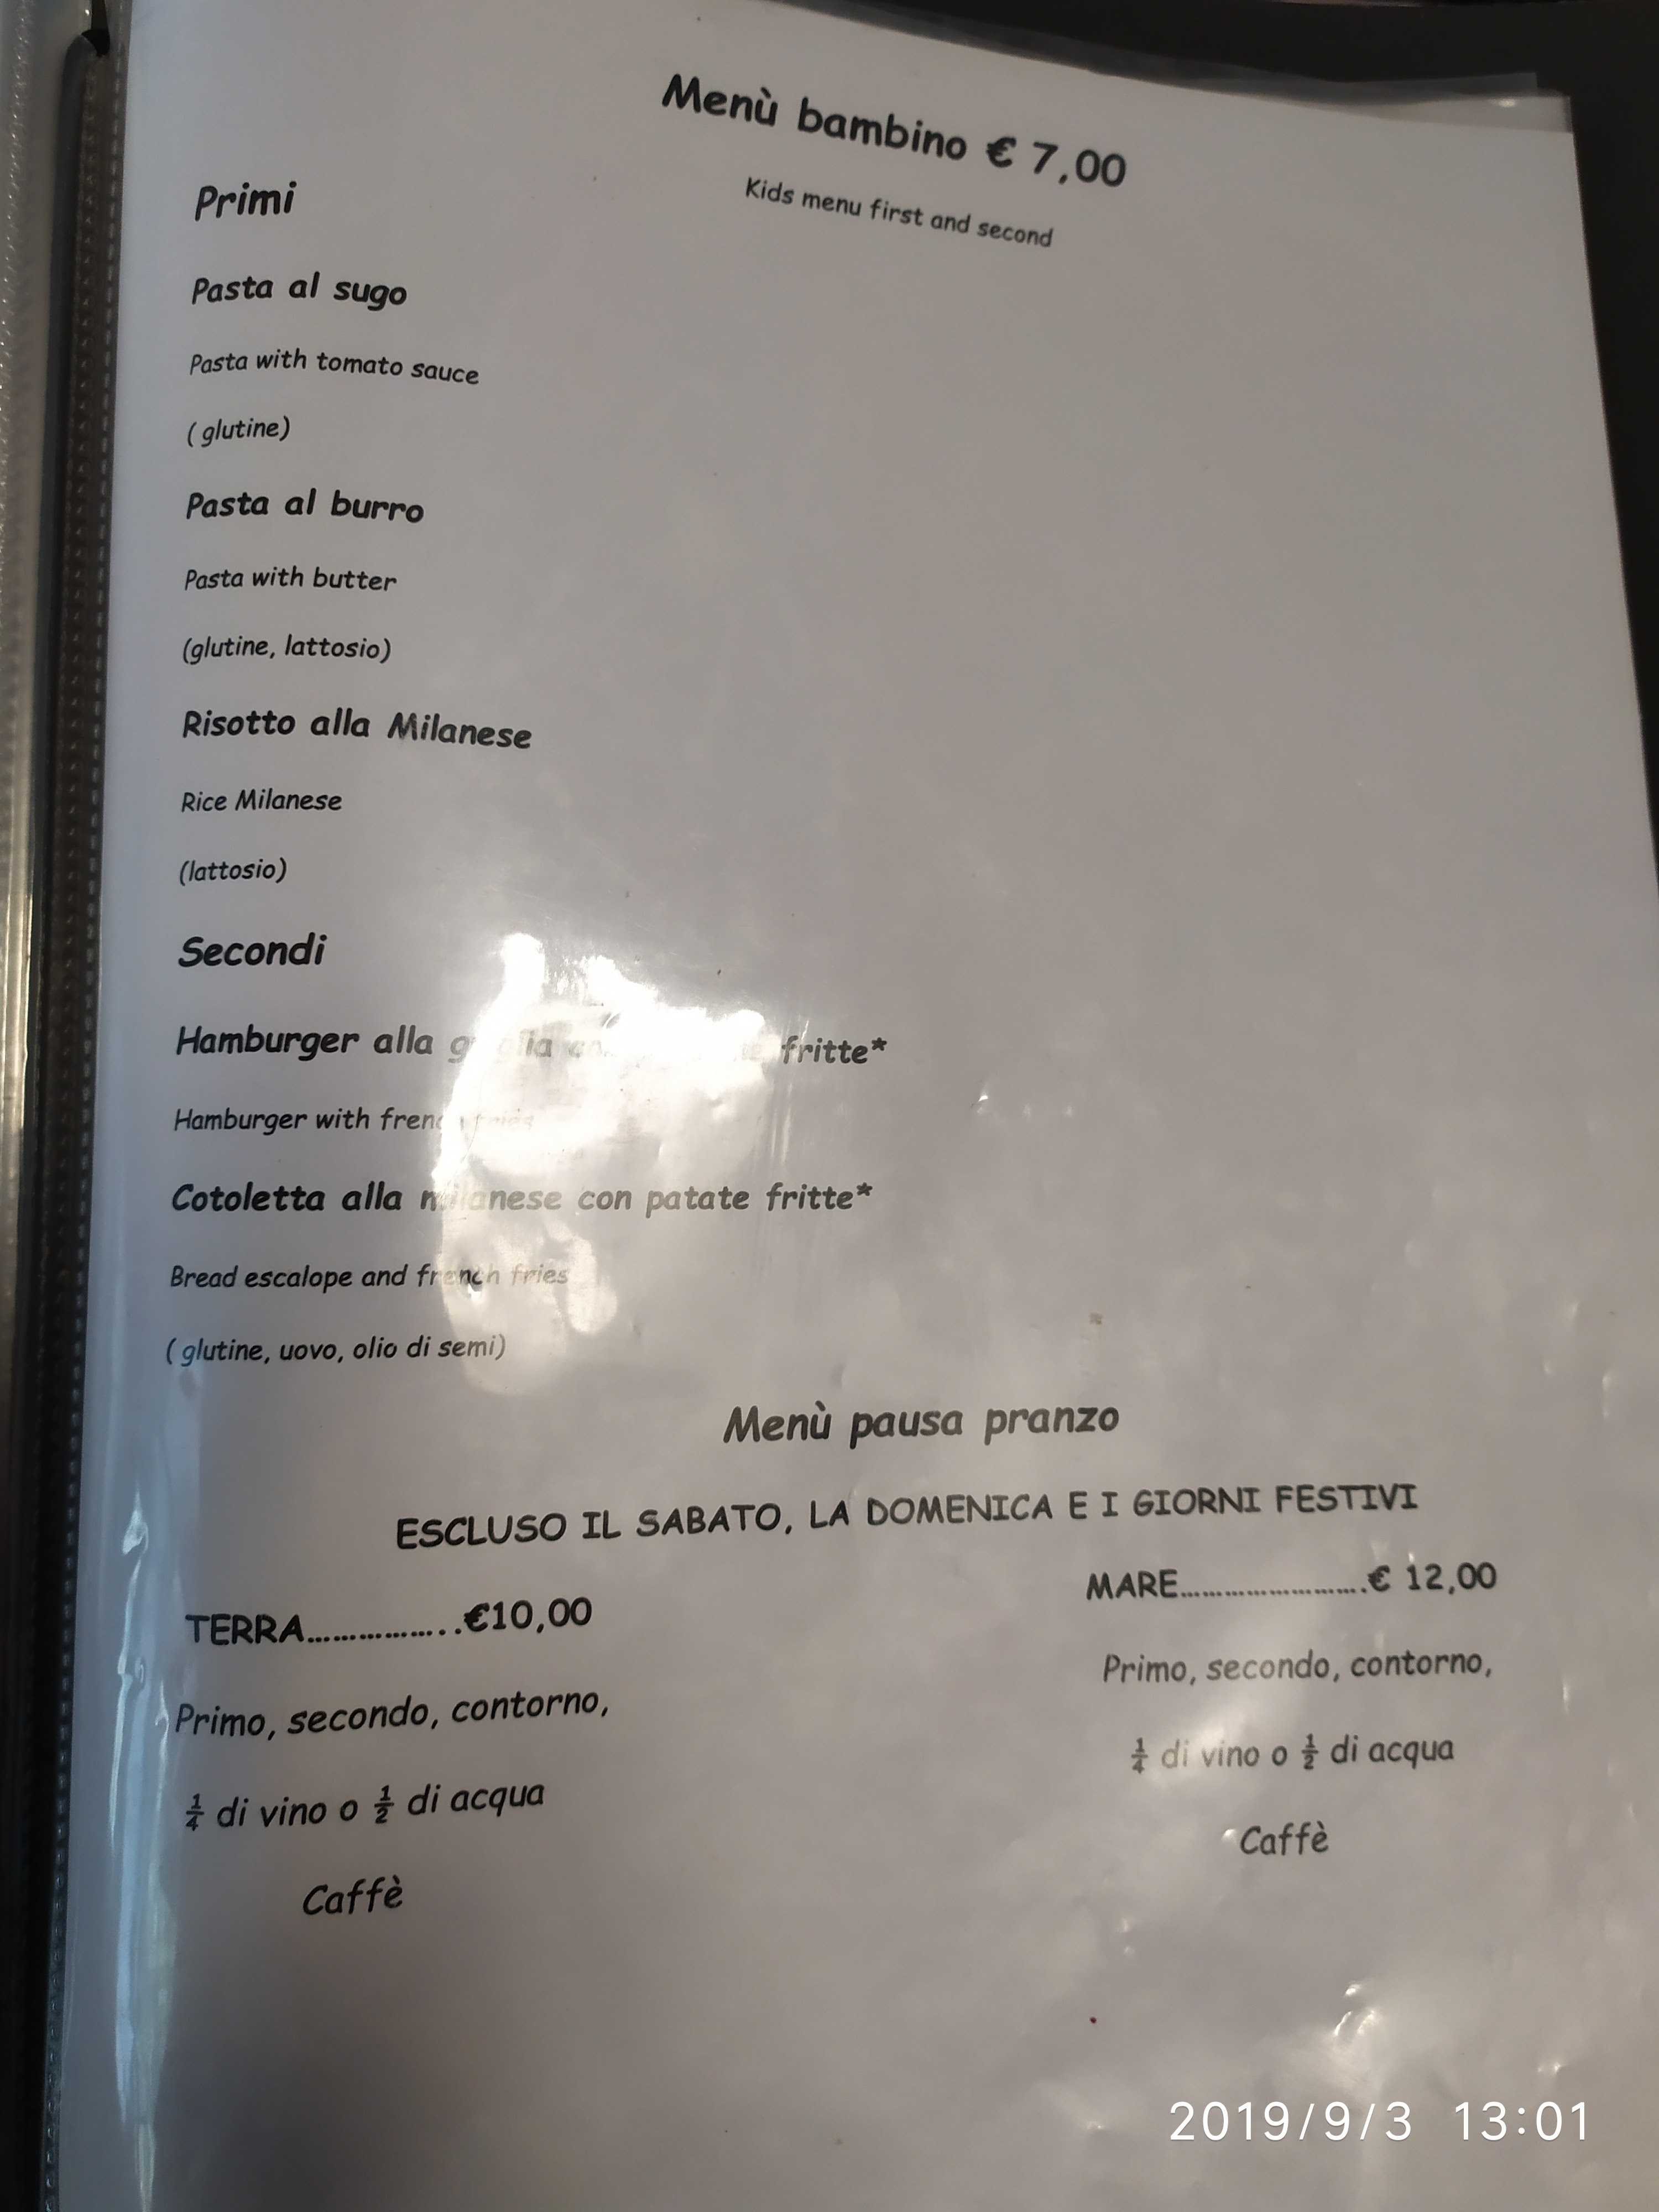 Menù bambino € 7,00
Kids menu first and second
Primi
Pasta al sugo
Pasta with tomato sauce
( glutine)
Pasta al burro
Pasta with butter
(glutine, lattosio)
Risotto alla Milanese
Rice Milanese
(lattosio)
Secondi
Hamburger alla fritte*
Hamburger with french fries
Cotoletta alla milanese con patate fritte*
Bread escalope and french fries
( glutine, uovo, olio di semi)
Menù pausa pranzo
ESCLUSO IL SABATO, LA DOMENICA E I GIORNI FESTIVI
TERRA……………..€10,00
Primo, secondo, contorno,
¼ di vino o ½ di acqua
Caffè
MARE…………………….€ 12,00
Primo, secondo, contorno,
¼ di vino o ½ di acqua
Caffè
2019/9/3 13:01